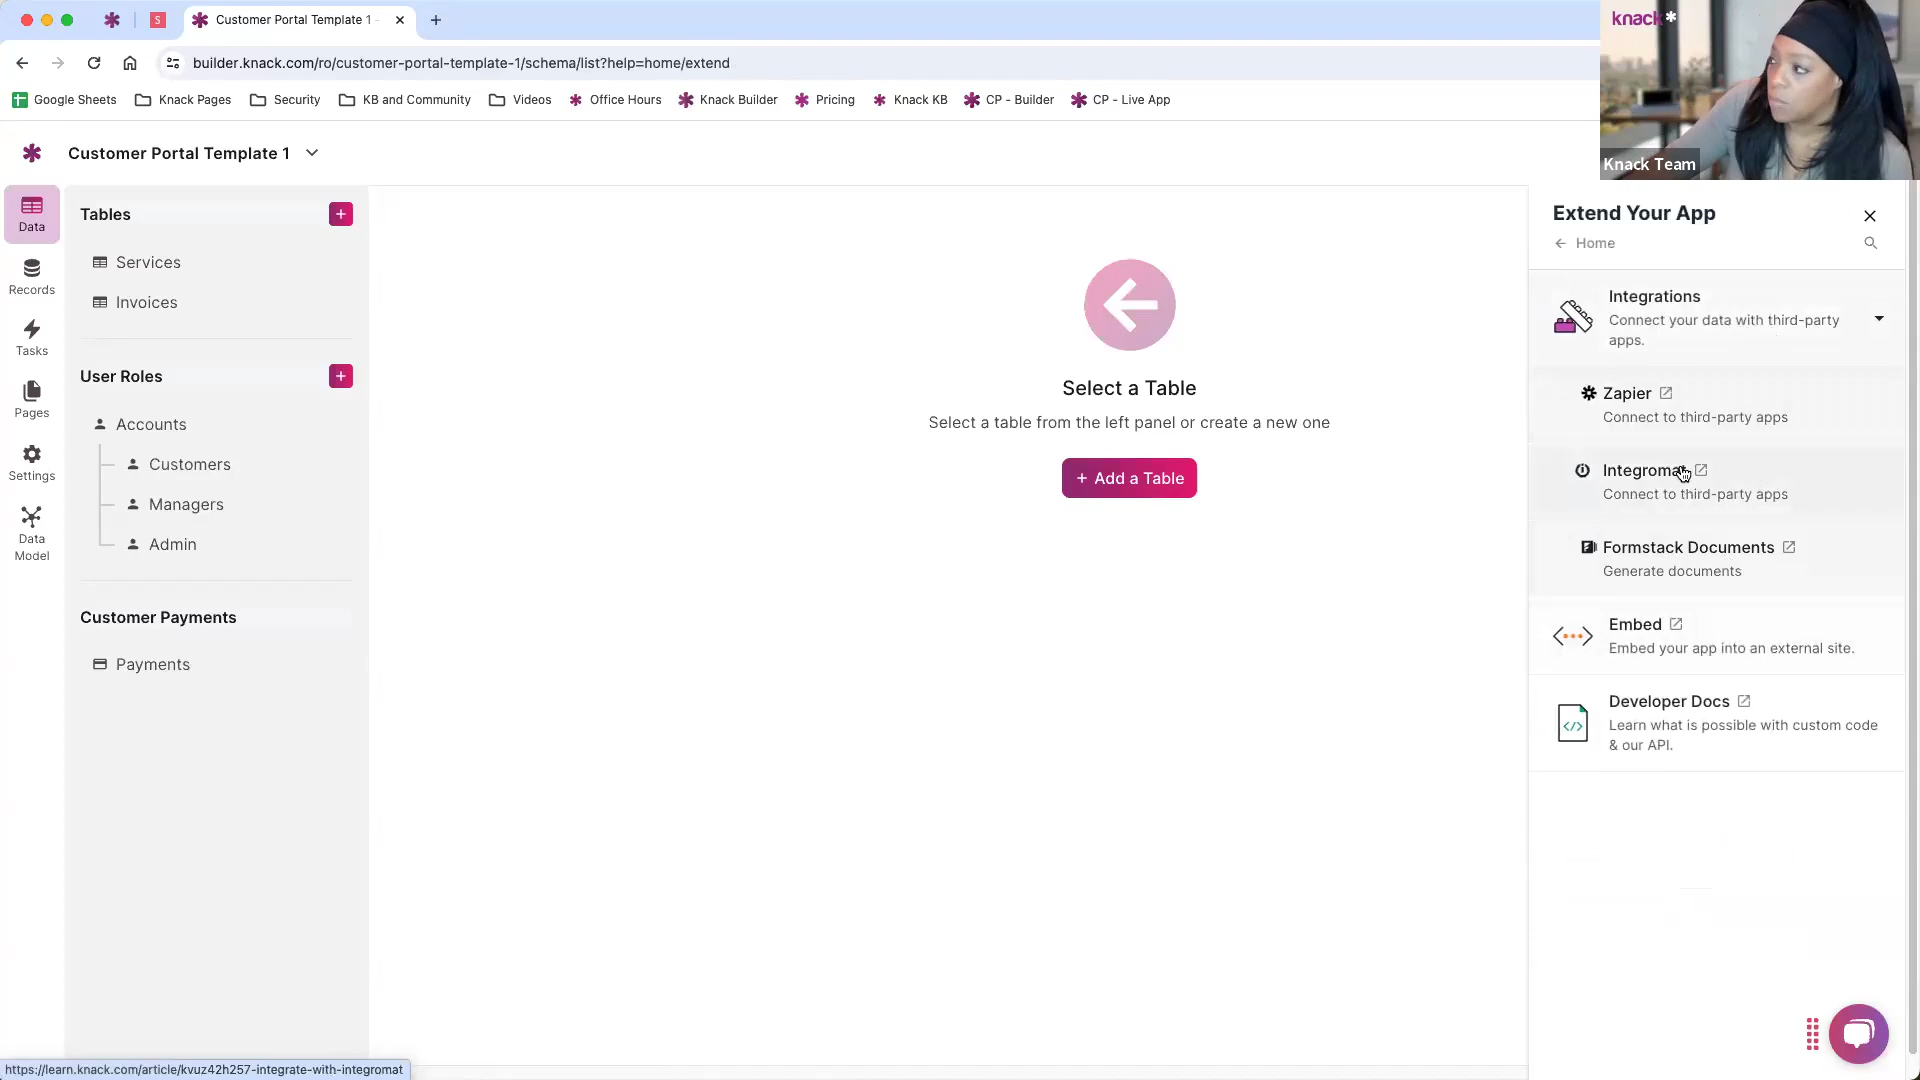 Customer Portal Template 1 -
knack*
builder.knack.com/ro/customer-portal-template-1/schema/list?help=home/extend
Google Sheets
Knack Pages
Security
KB and Community
Videos
Office Hours
Knack Builder
Pricing
Knack KB
CP - Builder
CP - Live App
Customer Portal Template 1
Knack Team
Data
Records
Tasks
Pages
Settings
Data
Model
Tables
Services
Invoices
User Roles
Accounts
Customers
Managers
Admin
Customer Payments
Payments
Select a Table
Select a table from the left panel or create a new one
+ Add a Table
Extend Your App
Home
Integrations
Connect your data with third-party
apps.
Zapier
Connect to third-party apps
Integromat
Connect to third-party apps
Formstack Documents
Generate documents
Embed
Embed your app into an external site.
Developer Docs
Learn what is possible with custom code
& our API.
https://learn.knack.com/article/kvuz42h257-integrate-with-integromat